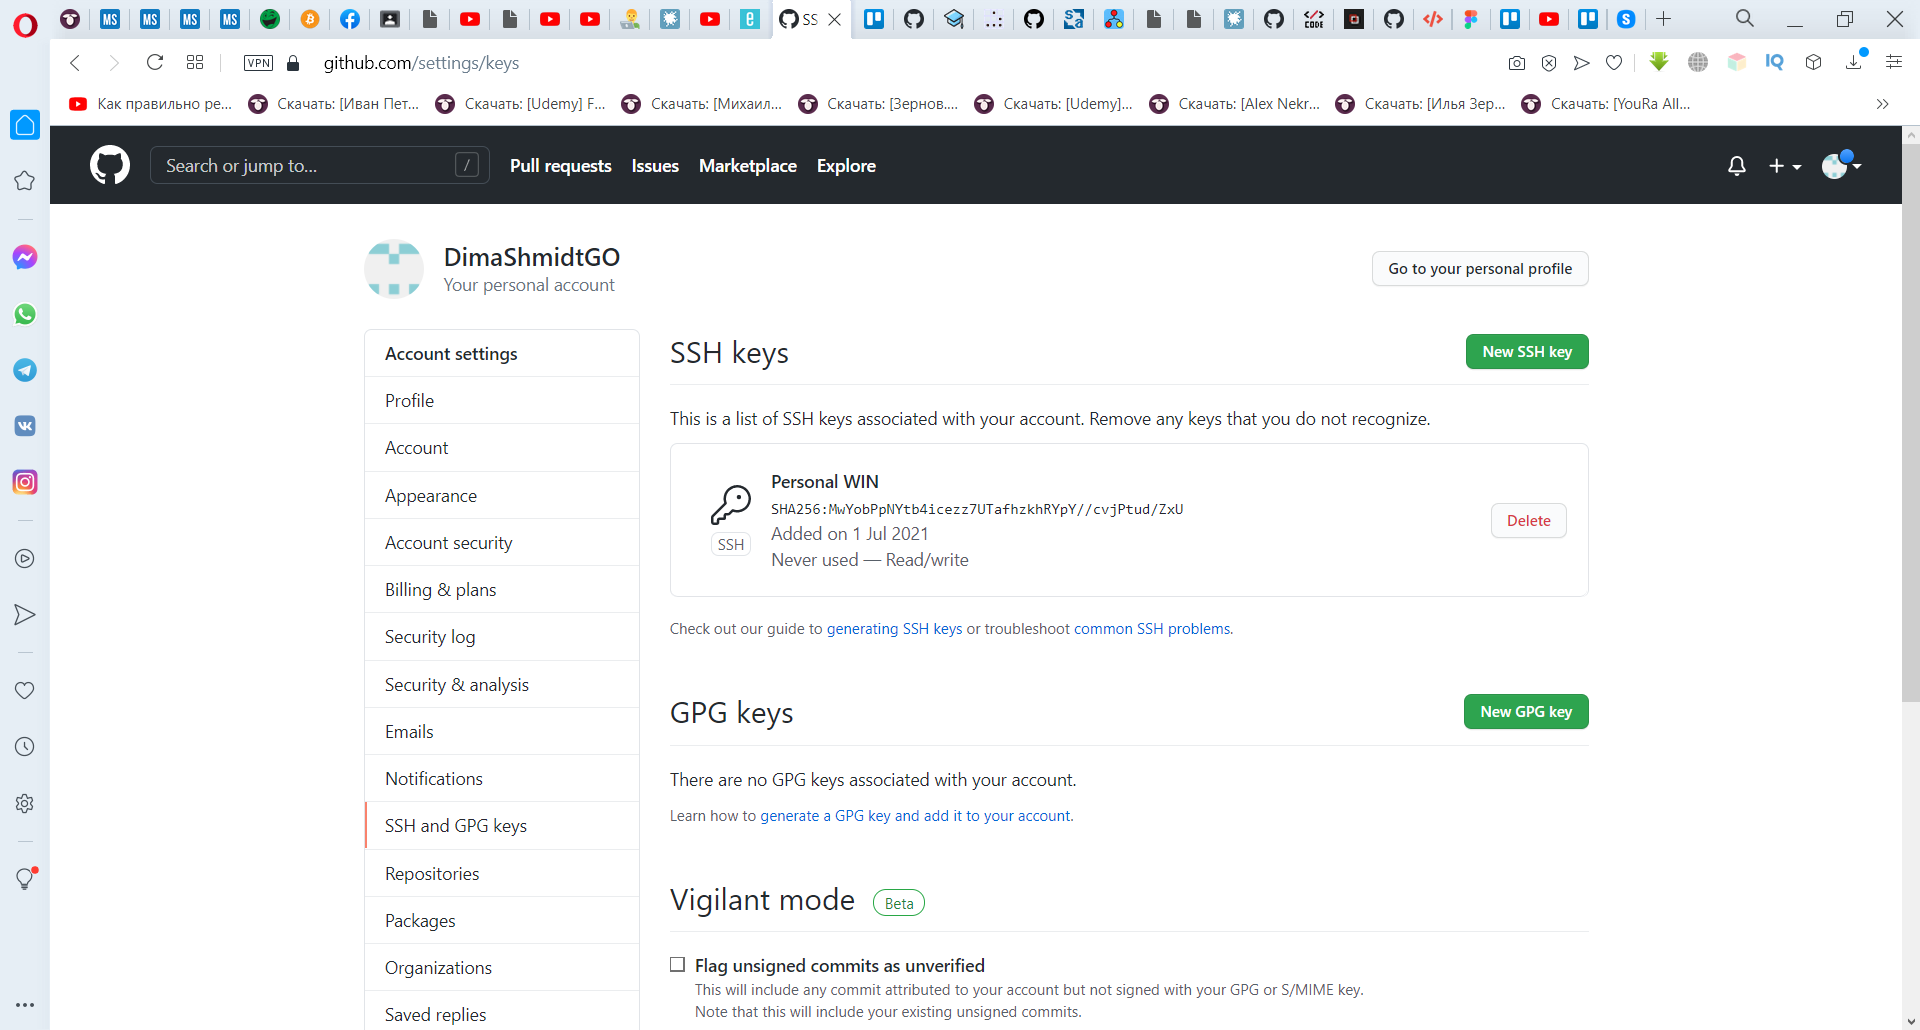 MS
MS
MS
MS
SS
VPN
github.com/settings/keys
IQ
Как правильно ре...
Скачать: [Иван Пет...
Скачать: [Udemy] F...
Скачать: [Михаил...
Скачать: [Зернов....
Скачать: [Udemy]...
Скачать: [Alex Nekr...
Скачать: [Илья Зер...
Скачать: [YouRa All...
Search or jump to...
/
Pull requests
Issues
Marketplace
Explore
DimaShmidtGO
Your personal account
Go to your personal profile
Account settings
Profile
Account
Appearance
Account security
Billing & plans
Security log
Security & analysis
Emails
Notifications
SSH and GPG keys
Repositories
Packages
Organizations
Saved replies
SSH keys
New SSH key
This is a list of SSH keys associated with your account. Remove any keys that you do not recognize.
Personal WIN
SHA256:MwYobPpNYtb4icezz7UTafhzkhRYpY//cvjPtud/ZxU
Added on 1 Jul 2021
Never used — Read/write
SSH
Delete
Check out our guide to generating SSH keys or troubleshoot common SSH problems.
GPG keys
New GPG key
There are no GPG keys associated with your account.
Learn how to generate a GPG key and add it to your account.
Vigilant mode
Beta
Flag unsigned commits as unverified
This will include any commit attributed to your account but not signed with your GPG or S/MIME key.
Note that this will include your existing unsigned commits.